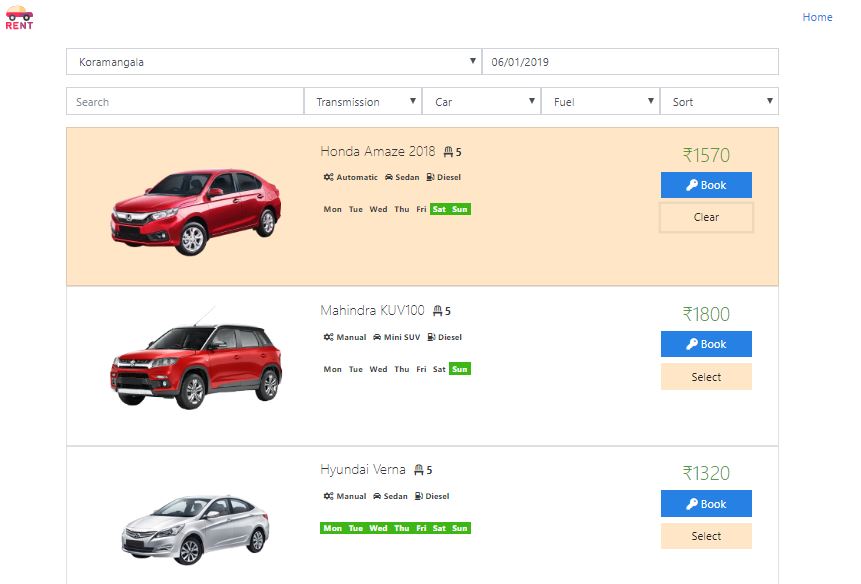 RENT
Home
Koramangala 06/01/2019
Search Transmission Car Fuel Sort
Honda Amaze 2018 5
Automatic Sedan Diesel
Mon Tue Wed Thu Fri Sat Sun
₹1570
Book
Clear
Mahindra KUV100 5
Manual Mini SUV Diesel
Mon Tue Wed Thu Fri Sat Sun
₹1800
Book
Select
Hyundai Verna 5
Manual Sedan Diesel
Mon Tue Wed Thu Fri Sat Sun
₹1320
Book
Select